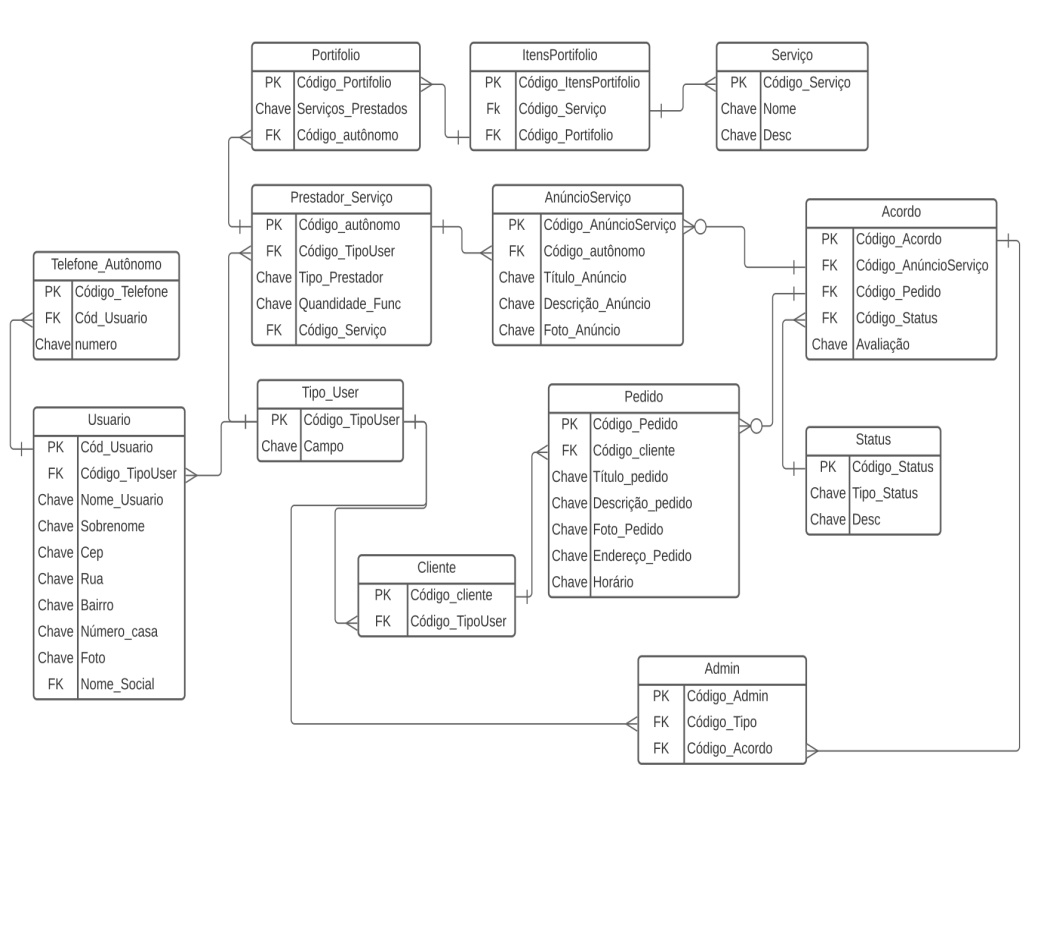 Portifolio
PK Código_Portifolio
Chave Serviços_Prestados
FK Código_autônomo
ItensPortifolio
PK Código_ItensPortifolio
Fk Código_Serviço
FK Código_Portifolio
Serviço
PK Código_Serviço
Chave Nome
Chave Desc
Prestador_Serviço
PK Código_autônomo
FK Código_TipoUser
Chave Tipo_Prestador
Chave Quandidade_Func
FK Código_Serviço
AnúncioServiço
PK Código_AnúncioServiço
FK Código_autônomo
Chave Título_Anúncio
Chave Descrição_Anúncio
Chave Foto_Anúncio
Acordo
PK Código_Acordo
FK Código_AnúncioServiço
FK Código_Pedido
FK Código_Status
Chave Avaliação
Telefone_Autônomo
PK Código_Telefone
FK Cód_Usuario
Chave numero
Usuario
PK Cód_Usuario
FK Código_TipoUser
Chave Nome_Usuario
Chave Sobrenome
Chave Cep
Chave Rua
Chave Bairro
Chave Número_casa
Chave Foto
FK Nome_Social
Tipo_User
PK Código_TipoUser
Chave Campo
Pedido
PK Código_Pedido
FK Código_cliente
Chave Título_pedido
Chave Descrição_pedido
Chave Foto_Pedido
Chave Endereço_Pedido
Chave Horário
Status
PK Código_Status
Chave Tipo_Status
Chave Desc
Cliente
PK Código_cliente
FK Código_TipoUser
Admin
PK Código_Admin
FK Código_Tipo
FK Código_Acordo